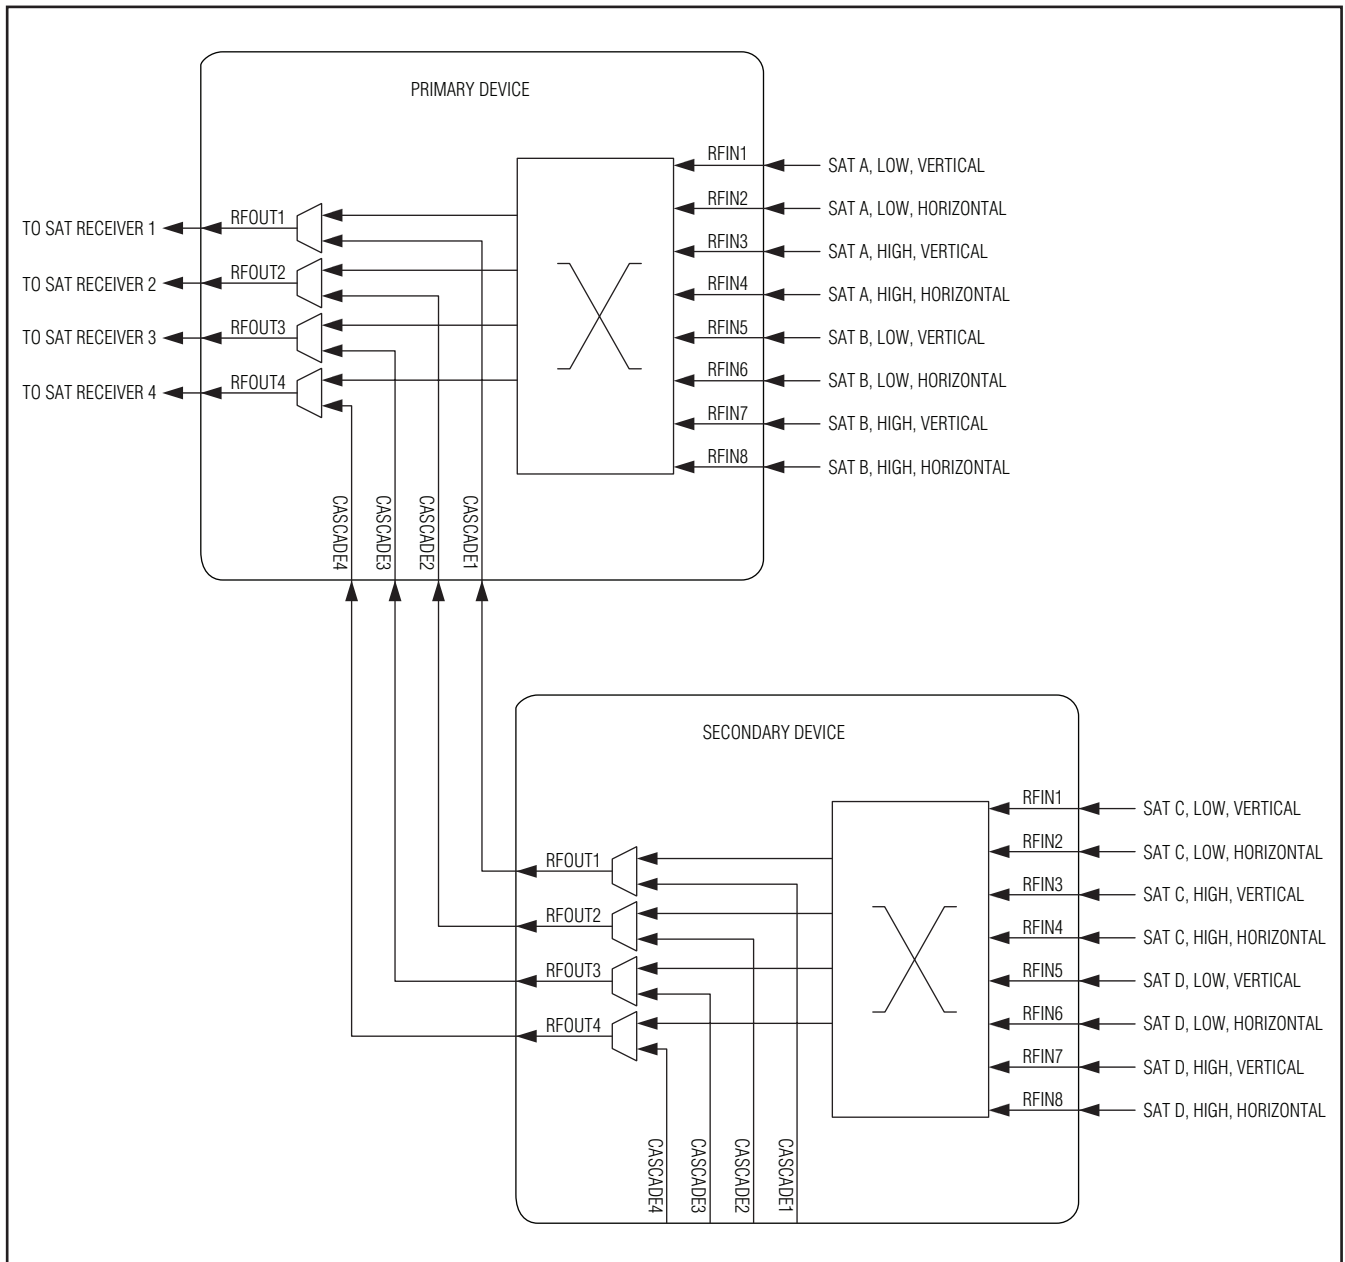 PRIMARY DEVICE
RFIN1
SAT A, LOW, VERTICAL
RFIN2
SAT A, LOW, HORIZONTAL
RFIN3
SAT A, HIGH, VERTICAL
RFIN4
SAT A, HIGH, HORIZONTAL
RFIN5
SAT B, LOW, VERTICAL
RFIN6
SAT B, LOW, HORIZONTAL
RFIN7
SAT B, HIGH, VERTICAL
RFIN8
SAT B, HIGH, HORIZONTAL
TO SAT RECEIVER 1
RFOUT1
TO SAT RECEIVER 2
RFOUT2
TO SAT RECEIVER 3
RFOUT3
TO SAT RECEIVER 4
RFOUT4
CASCADE4
CASCADE3
CASCADE2
CASCADE1
SECONDARY DEVICE
RFIN1
SAT C, LOW, VERTICAL
RFIN2
SAT C, LOW, HORIZONTAL
RFIN3
SAT C, HIGH, VERTICAL
RFIN4
SAT C, HIGH, HORIZONTAL
RFIN5
SAT D, LOW, VERTICAL
RFIN6
SAT D, LOW, HORIZONTAL
RFIN7
SAT D, HIGH, VERTICAL
RFIN8
SAT D, HIGH, HORIZONTAL
RFOUT1
RFOUT2
RFOUT3
RFOUT4
CASCADE4
CASCADE3
CASCADE2
CASCADE1